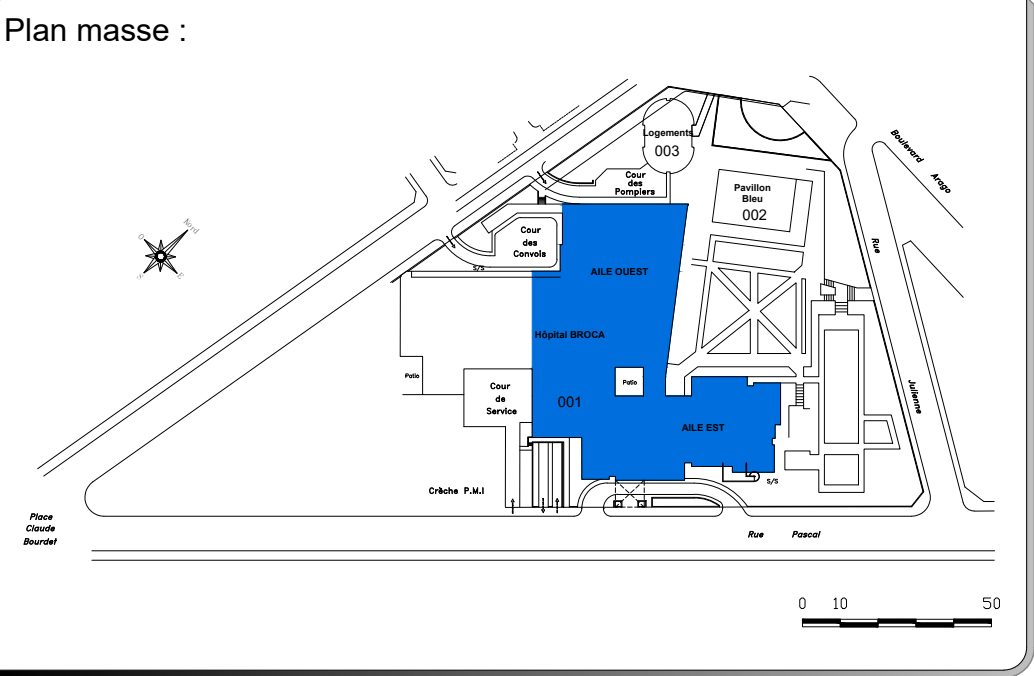 Plan masse :
Nord
O
S
E
Logements
003
Cour
des
Pompiers
Pavillon
Bleu
002
Boulevard Arago
Cour
des
Convois
S/S
AILE OUEST
Rue Julienne
Hôpital BROCA
Patio
Patio
Cour
de
Service
001
AILE EST
S/S
Crèche P.M.I
Place
Claude
Bourdet
Rue Pascal
0 10 50